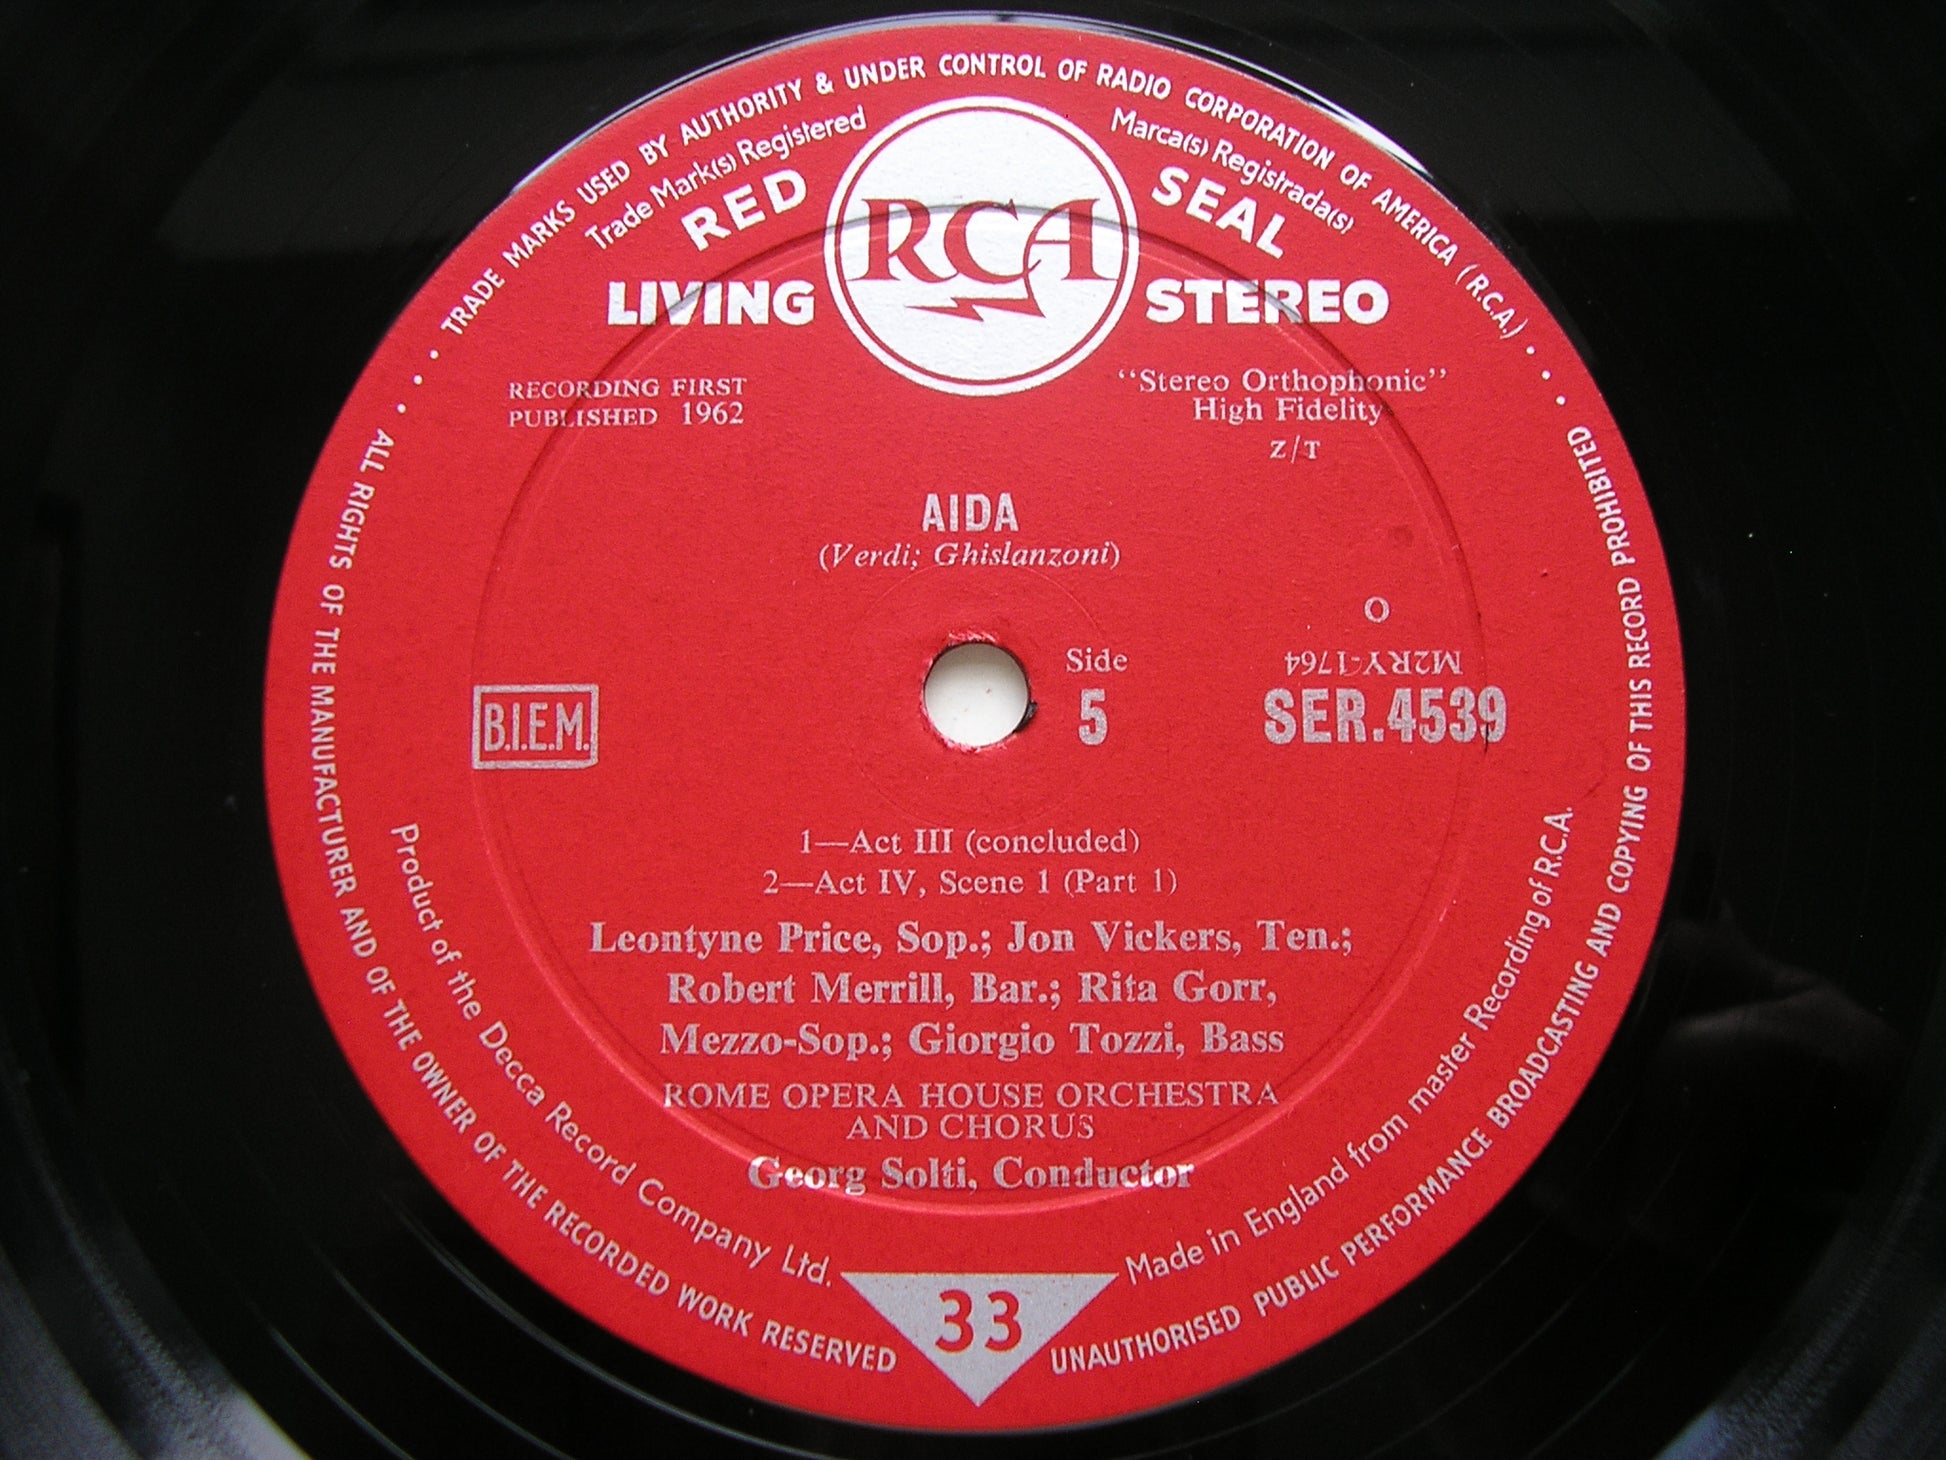 TRADE MARKS USED BY AUTHORITY & UNDER CONTROL OF RADIO CORPORATION OF AMERICA (R.C.A.)
Trade Mark(s) Registered
Marca(s) Registrada(s)
RED SEAL
RCA
LIVING STEREO
RECORDING FIRST
PUBLISHED 1962
"Stereo Orthophonic"
High Fidelity
Z/T
AIDA
(Verdi; Ghislanzoni)
O
M2RY-1764
Side
5
SER.4539
B.I.E.M.
1—Act III (concluded)
2—Act IV, Scene 1 (Part 1)
Leontyne Price, Sop.; Jon Vickers, Ten.;
Robert Merrill, Bar.; Rita Gorr,
Mezzo-Sop.; Giorgio Tozzi, Bass
ROME OPERA HOUSE ORCHESTRA
AND CHORUS
Georg Solti, Conductor
Product of the Decca Record Company Ltd.
Made in England from master Recording of R.C.A.
33
ALL RIGHTS OF THE MANUFACTURER AND OF THE OWNER OF THE RECORDED WORK RESERVED
UNAUTHORISED PUBLIC PERFORMANCE BROADCASTING AND COPYING OF THIS RECORD PROHIBITED